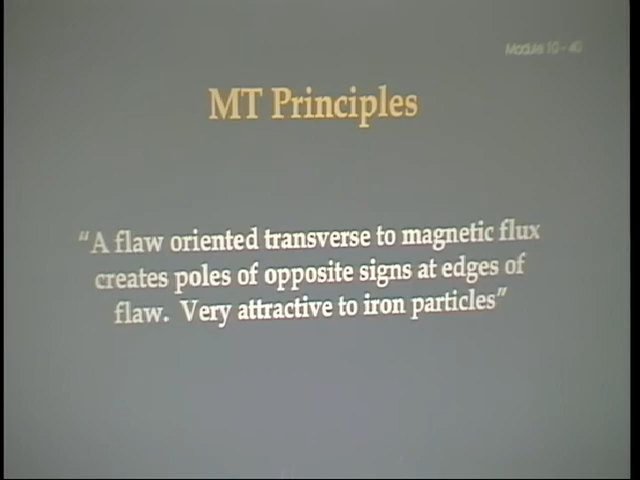 Module 10 - 40
MT Principles
“A flaw oriented transverse to magnetic flux
creates poles of opposite signs at edges of
flaw. Very attractive to iron particles”